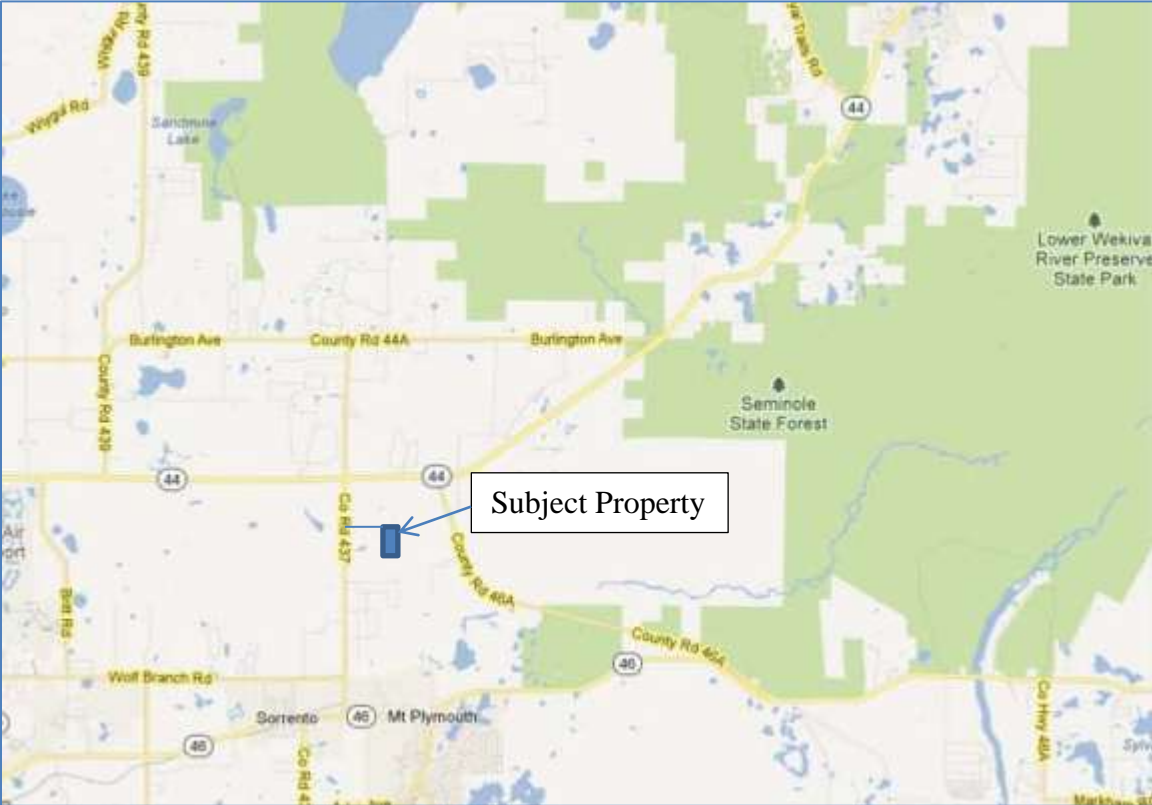 County Rd 439
Wolf Branch Rd
44
Sandmine
Lake
Lower Wekiva
River Preserve
State Park
Burlington Ave
County Rd 44A
Burlington Ave
County Rd 439
Seminole
State Forest
44
44
Subject Property
Co Rd 437
County Rd 46A
Britt Rd
County Rd 46A
46
Sorrento
46
Mt Plymouth
46
Co Hwy 46A